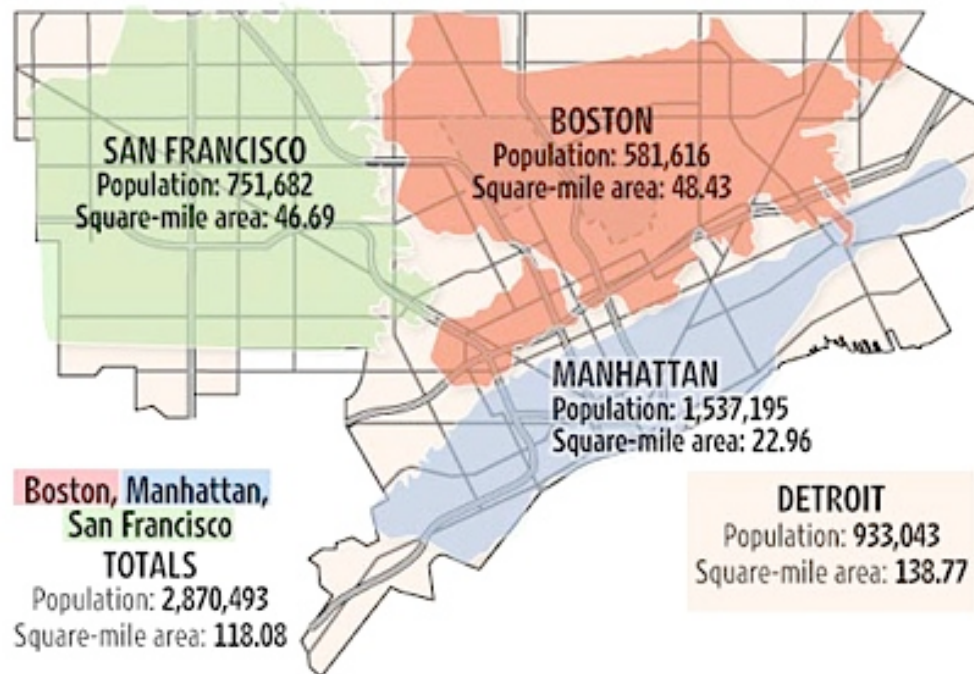 SAN FRANCISCO
Population: 751,682
Square-mile area: 46.69
BOSTON
Population: 581,616
Square-mile area: 48.43
MANHATTAN
Population: 1,537,195
Square-mile area: 22.96
Boston, Manhattan,
San Francisco
TOTALS
Population: 2,870,493
Square-mile area: 118.08
DETROIT
Population: 933,043
Square-mile area: 138.77